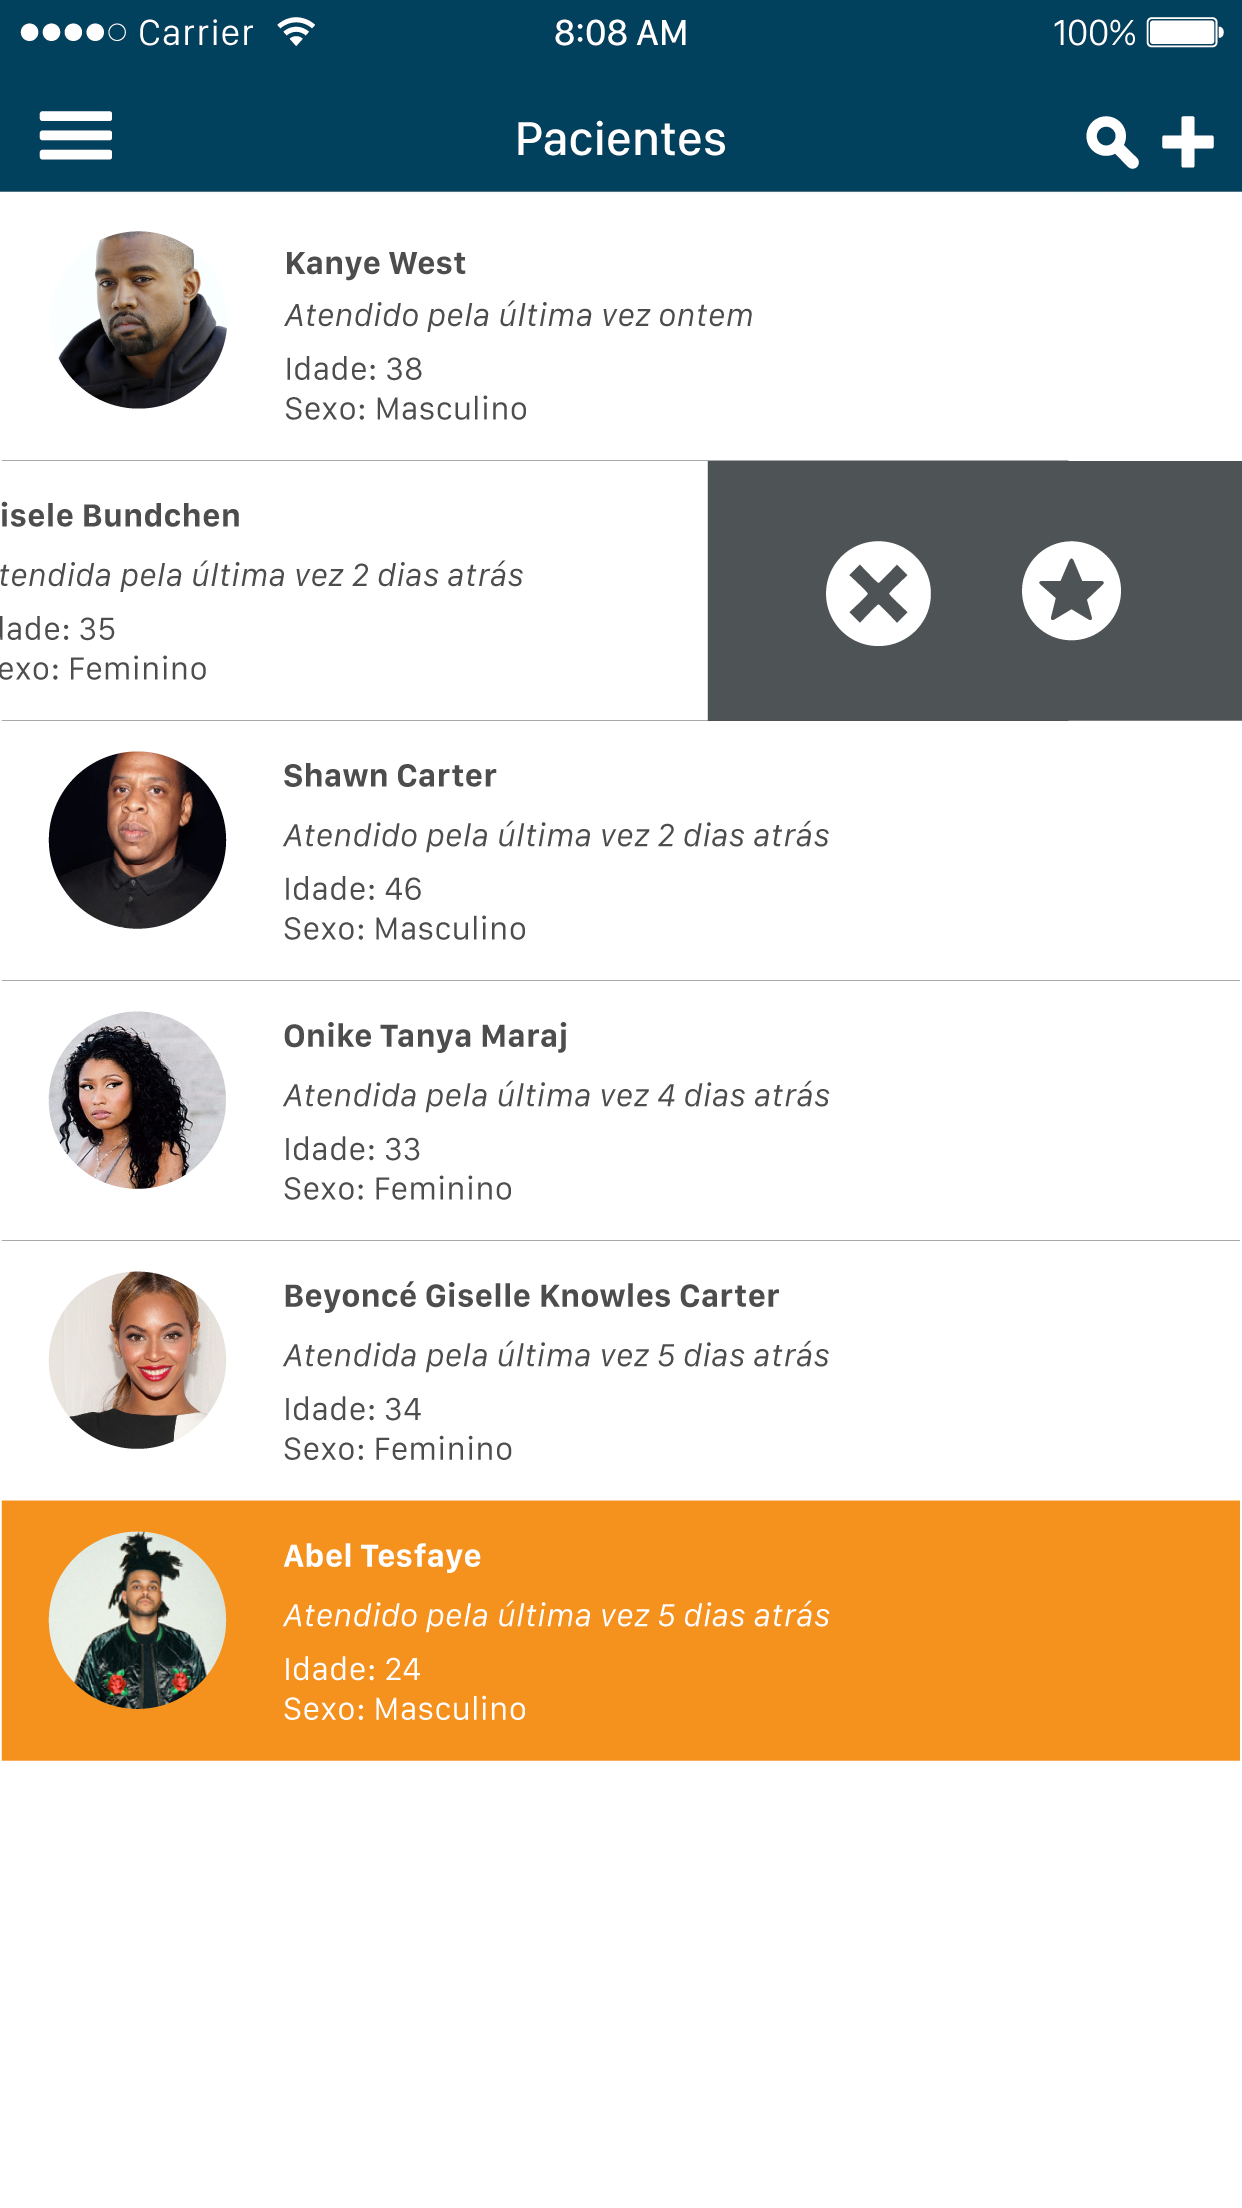 Carrier 8:08 AM 100%
Pacientes
Kanye West
Atendido pela última vez ontem
Idade: 38
Sexo: Masculino
isele Bundchen
tendida pela última vez 2 dias atrás
dade: 35
exo: Feminino
Shawn Carter
Atendido pela última vez 2 dias atrás
Idade: 46
Sexo: Masculino
Onike Tanya Maraj
Atendida pela última vez 4 dias atrás
Idade: 33
Sexo: Feminino
Beyoncé Giselle Knowles Carter
Atendida pela última vez 5 dias atrás
Idade: 34
Sexo: Feminino
Abel Tesfaye
Atendido pela última vez 5 dias atrás
Idade: 24
Sexo: Masculino